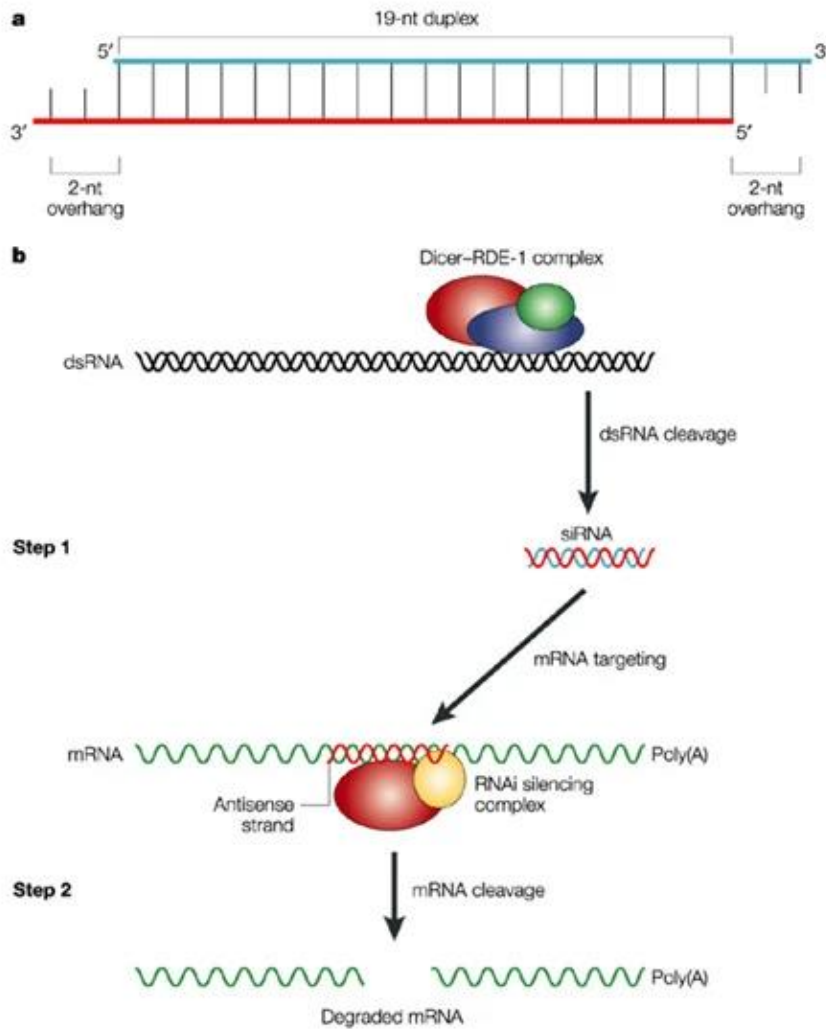 a
19-nt duplex
5′
3′
3′
5′
2-nt
overhang
2-nt
overhang
b
Dicer–RDE-1 complex
dsRNA
dsRNA cleavage
Step 1
siRNA
mRNA targeting
mRNA
Poly(A)
Antisense
strand
RNAi silencing
complex
Step 2
mRNA cleavage
Poly(A)
Degraded mRNA